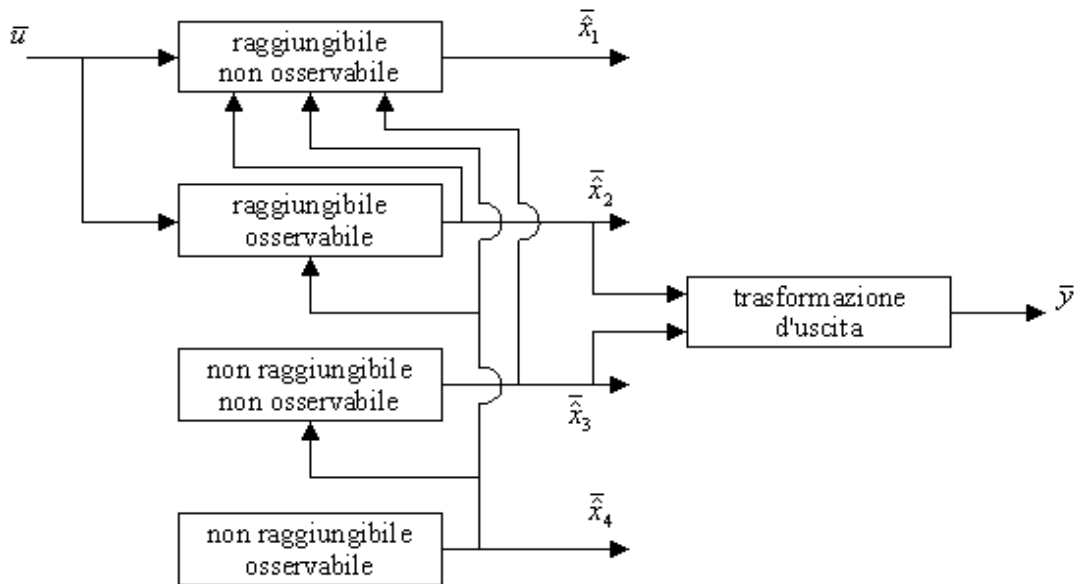 u̅
raggiungibile
non osservabile
x̂̅₁
raggiungibile
osservabile
x̂̅₂
trasformazione
d'uscita
y̅
non raggiungibile
non osservabile
x̂̅₃
non raggiungibile
osservabile
x̂̅₄